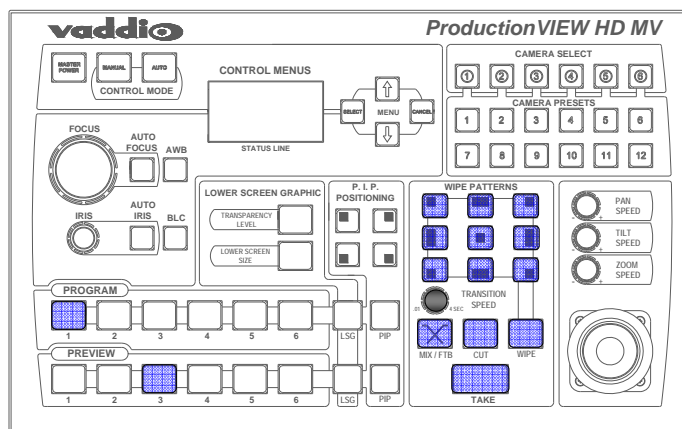 vaddio
ProductionVIEW HD MV
MASTER POWER
MANUAL
AUTO
CONTROL MODE
CONTROL MENUS
STATUS LINE
SELECT
MENU
CANCEL
CAMERA SELECT
1 2 3 4 5 6
CAMERA PRESETS
1 2 3 4 5 6
7 8 9 10 11 12
FOCUS
AUTO FOCUS
AWB
IRIS
AUTO IRIS
BLC
LOWER SCREEN GRAPHIC
TRANSPARENCY LEVEL
LOWER SCREEN SIZE
P. I. P. POSITIONING
WIPE PATTERNS
TRANSITION SPEED
.01
4 SEC
MIX / FTB
CUT
WIPE
TAKE
- PAN SPEED +
- TILT SPEED +
- ZOOM SPEED +
PROGRAM
1 2 3 4 5 6 LSG PIP
PREVIEW
1 2 3 4 5 6 LSG PIP